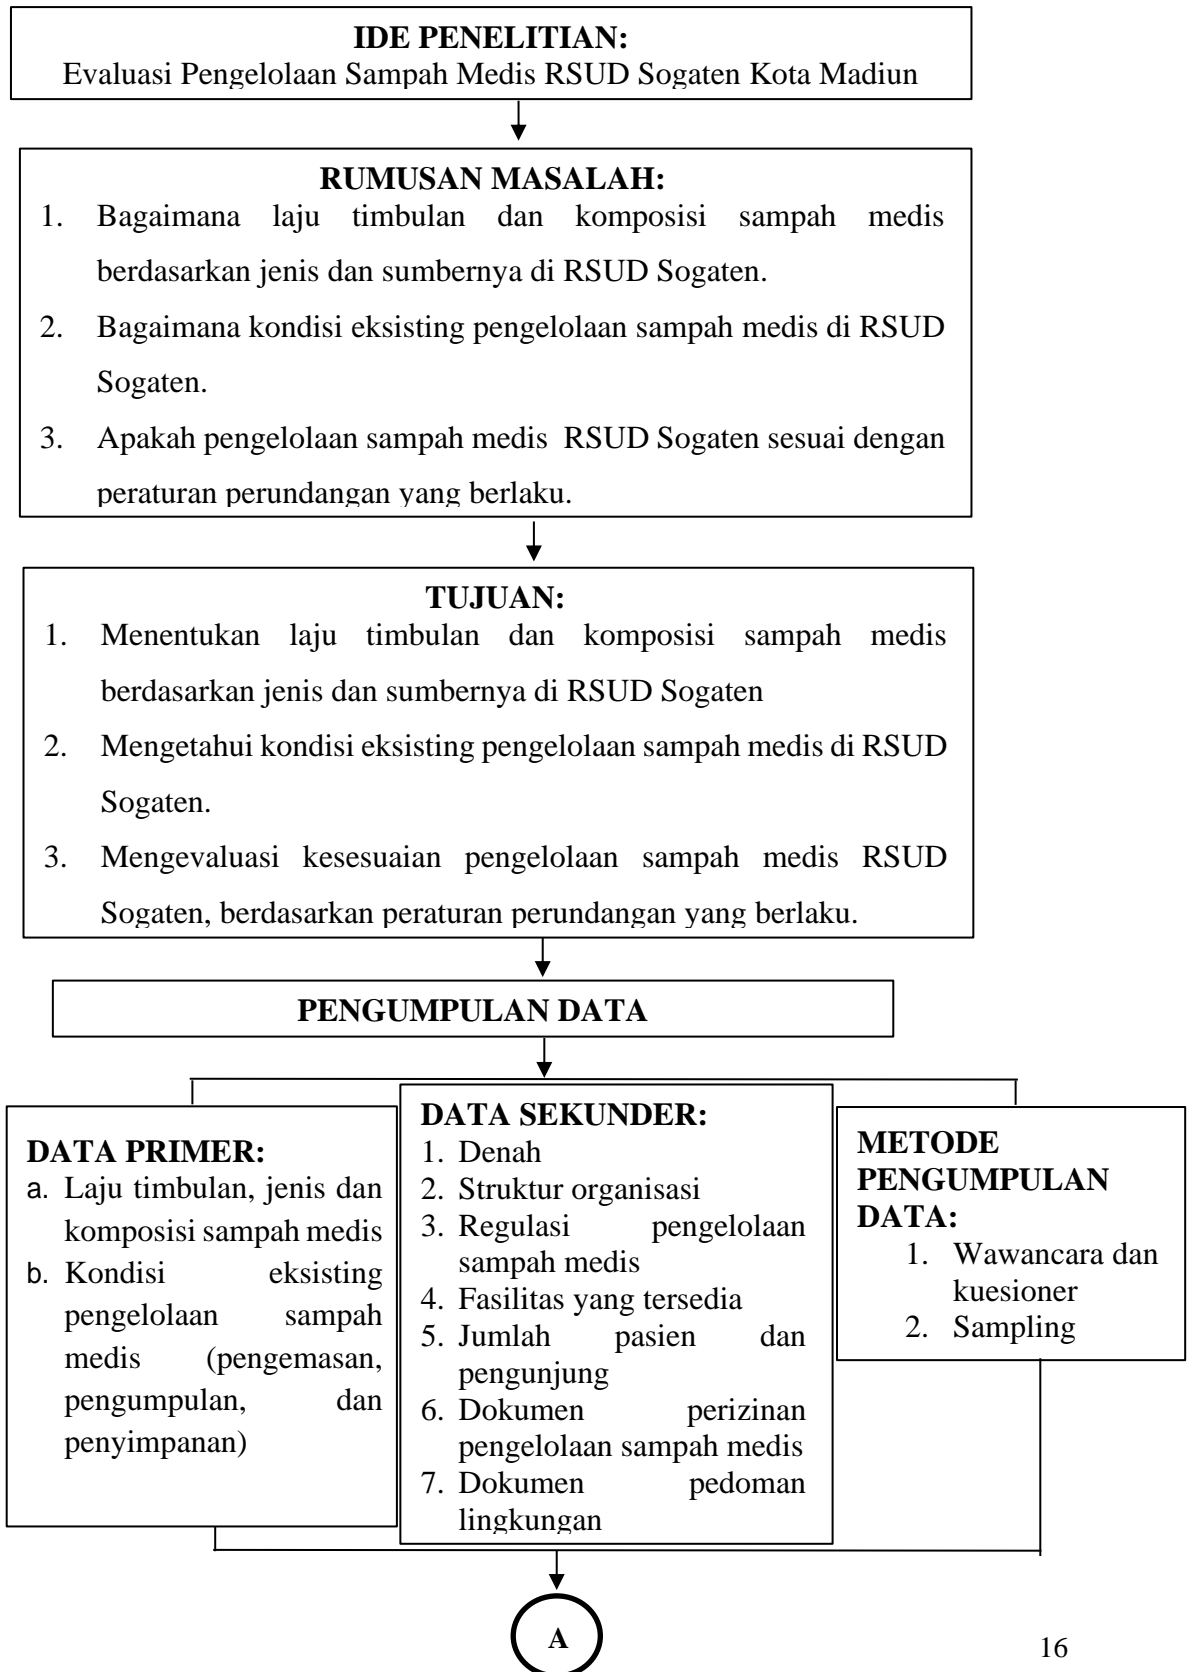 IDE PENELITIAN:
Evaluasi Pengelolaan Sampah Medis RSUD Sogaten Kota Madiun
RUMUSAN MASALAH:
1. Bagaimana laju timbulan dan komposisi sampah medis
berdasarkan jenis dan sumbernya di RSUD Sogaten.
2. Bagaimana kondisi eksisting pengelolaan sampah medis di RSUD
Sogaten.
3. Apakah pengelolaan sampah medis RSUD Sogaten sesuai dengan
peraturan perundangan yang berlaku.
TUJUAN:
1. Menentukan laju timbulan dan komposisi sampah medis
berdasarkan jenis dan sumbernya di RSUD Sogaten
2. Mengetahui kondisi eksisting pengelolaan sampah medis di RSUD
Sogaten.
3. Mengevaluasi kesesuaian pengelolaan sampah medis RSUD
Sogaten, berdasarkan peraturan perundangan yang berlaku.
PENGUMPULAN DATA
DATA PRIMER:
a. Laju timbulan, jenis dan
komposisi sampah medis
b. Kondisi eksisting
pengelolaan sampah
medis (pengemasan,
pengumpulan, dan
penyimpanan)
DATA SEKUNDER:
1. Denah
2. Struktur organisasi
3. Regulasi pengelolaan
sampah medis
4. Fasilitas yang tersedia
5. Jumlah pasien dan
pengunjung
6. Dokumen perizinan
pengelolaan sampah medis
7. Dokumen pedoman
lingkungan
METODE
PENGUMPULAN
DATA:
1. Wawancara dan
kuesioner
2. Sampling
A
16